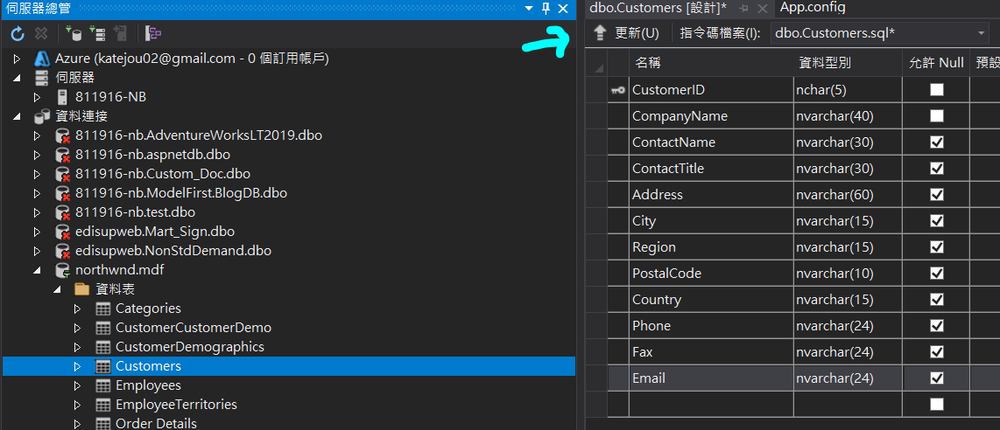 伺服器總管
Azure (katejou02@gmail.com - 0 個訂用帳戶)
伺服器
811916-NB
資料連接
811916-nb.AdventureWorksLT2019.dbo
811916-nb.aspnetdb.dbo
811916-nb.Custom_Doc.dbo
811916-nb.ModelFirst.BlogDB.dbo
811916-nb.test.dbo
edisupweb.Mart_Sign.dbo
edisupweb.NonStdDemand.dbo
northwnd.mdf
資料表
Categories
CustomerCustomerDemo
CustomerDemographics
Customers
Employees
EmployeeTerritories
Order Details
dbo.Customers [設計]* App.config
更新(U) 指令碼檔案(I): dbo.Customers.sql*
名稱 資料型別 允許 Null 預設
CustomerID nchar(5)
CompanyName nvarchar(40)
ContactName nvarchar(30)
ContactTitle nvarchar(30)
Address nvarchar(60)
City nvarchar(15)
Region nvarchar(15)
PostalCode nvarchar(10)
Country nvarchar(15)
Phone nvarchar(24)
Fax nvarchar(24)
Email nvarchar(24)